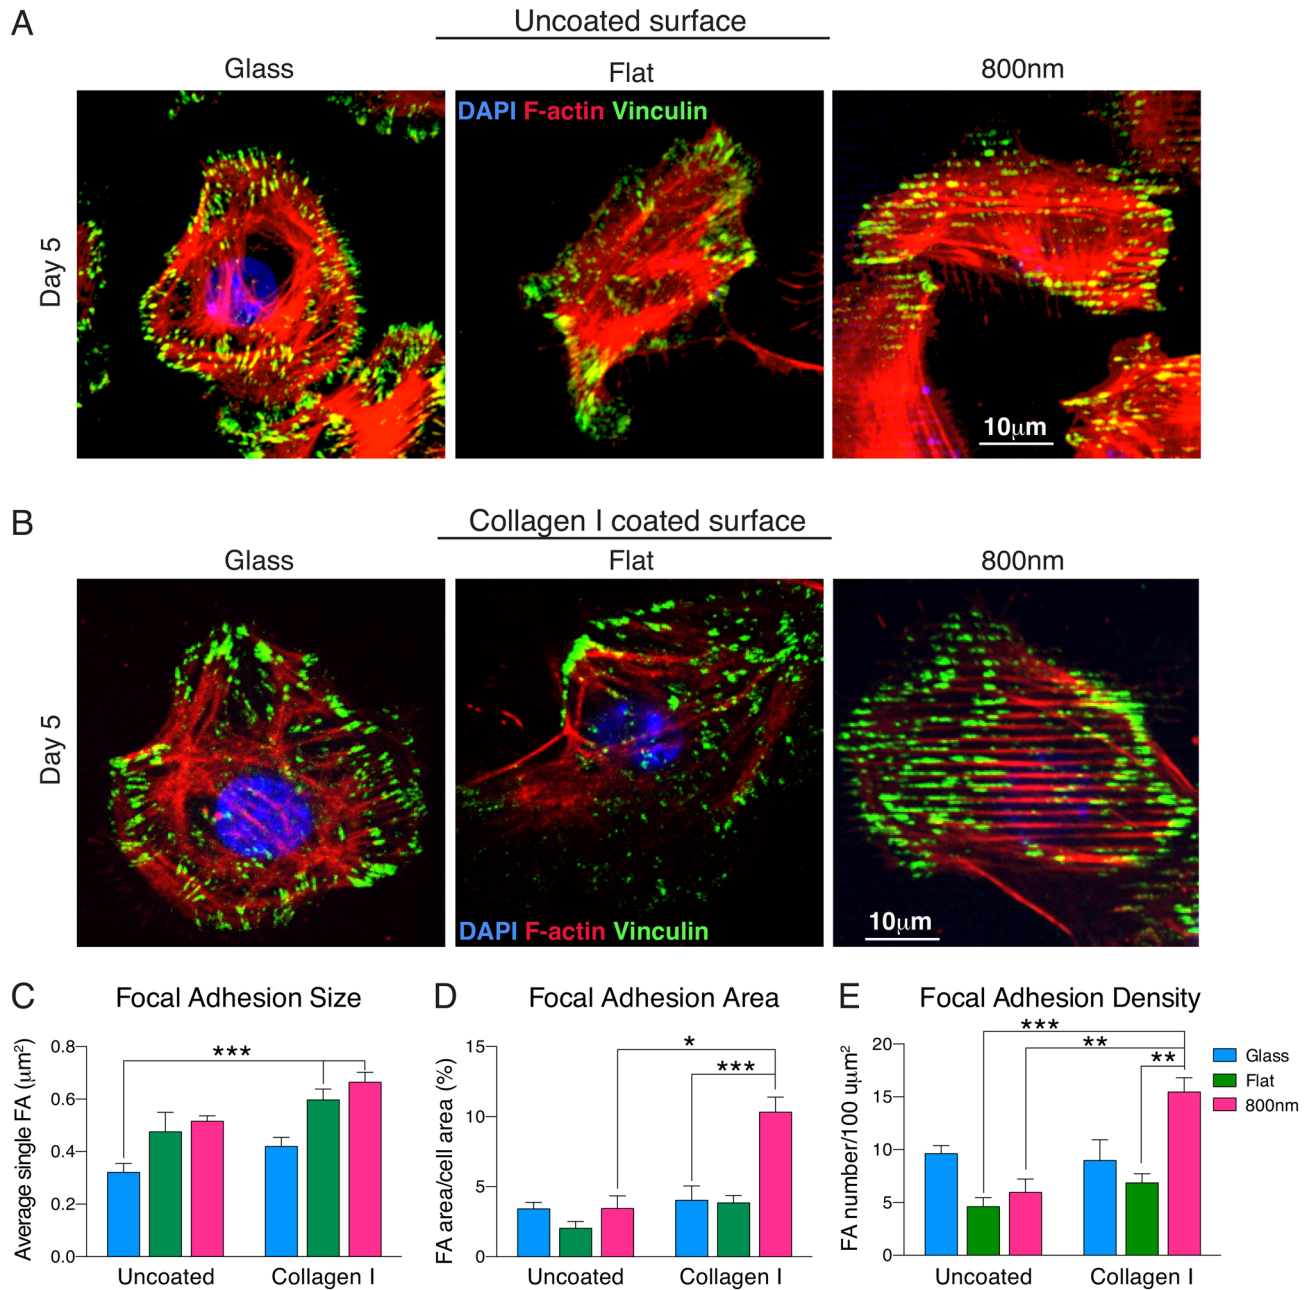 A
Uncoated surface
Glass
Flat
800nm
DAPI F-actin Vinculin
Day 5
10µm
B
Collagen I coated surface
Glass
Flat
800nm
Day 5
DAPI F-actin Vinculin
10µm
C
Focal Adhesion Size
Average single FA (µm²)
0.8
0.6
0.4
0.2
0.0
***
Uncoated
Collagen I
D
Focal Adhesion Area
FA area/cell area (%)
15
10
5
0
*
***
Uncoated
Collagen I
E
Focal Adhesion Density
FA number/100 uµm²
20
15
10
5
0
***
**
**
Uncoated
Collagen I
Glass
Flat
800nm